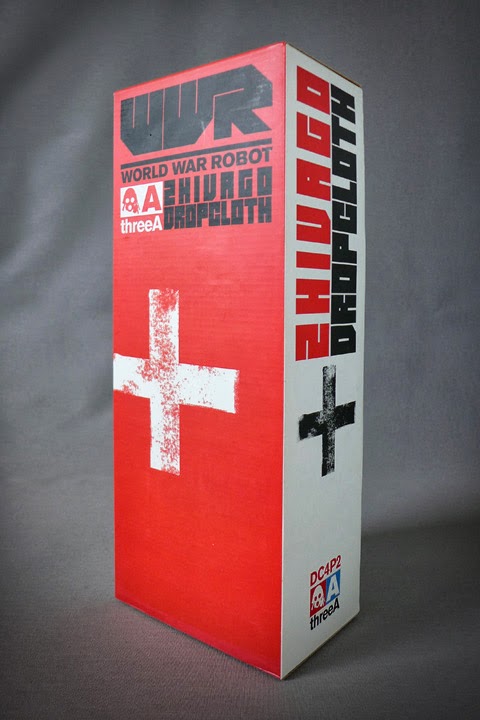 WWR
WORLD WAR ROBOT
A
threeA
ZHIVAGO
DROPCLOTH
ZHIVAGO
DROPCLOTH
DC4P2
A
threeA